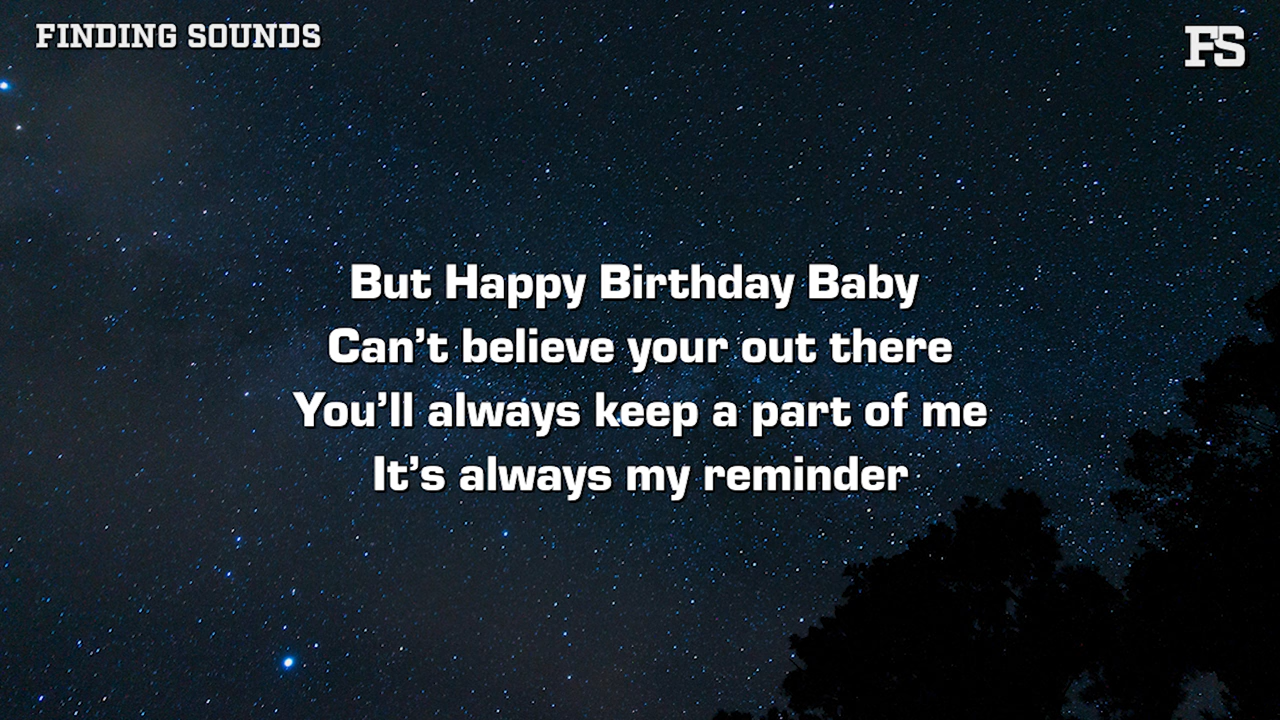 FINDING SOUNDS
FS
But Happy Birthday Baby
Can’t believe your out there
You’ll always keep a part of me
It’s always my reminder